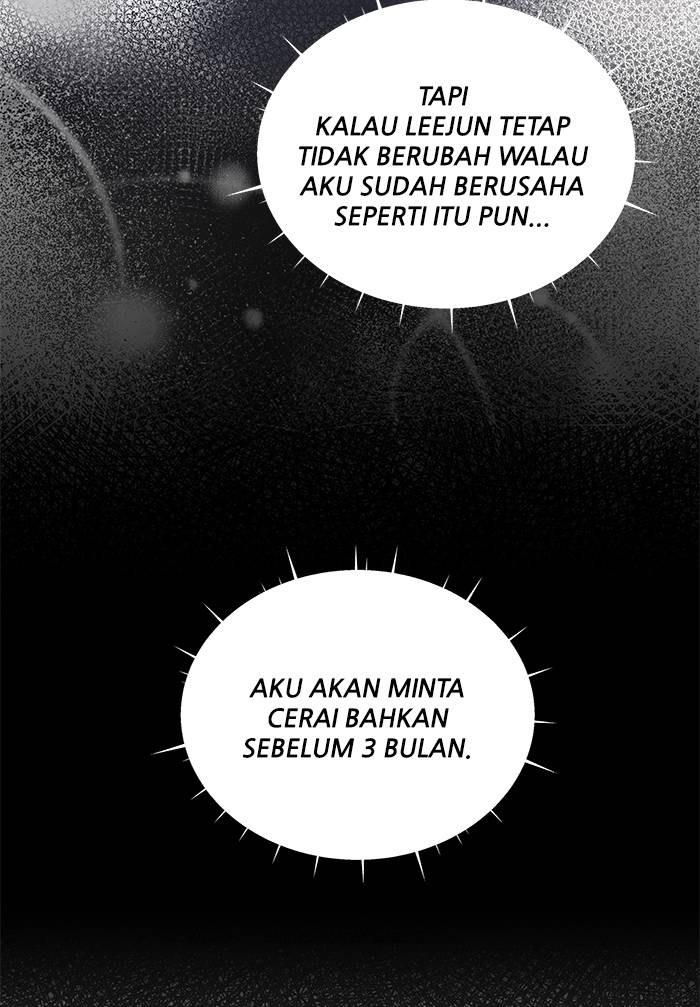 TAPI
KALAU LEEJUN TETAP
TIDAK BERUBAH WALAU
AKU SUDAH BERUSAHA
SEPERTI ITU PUN...
AKU AKAN MINTA
CERAI BAHKAN
SEBELUM 3 BULAN.